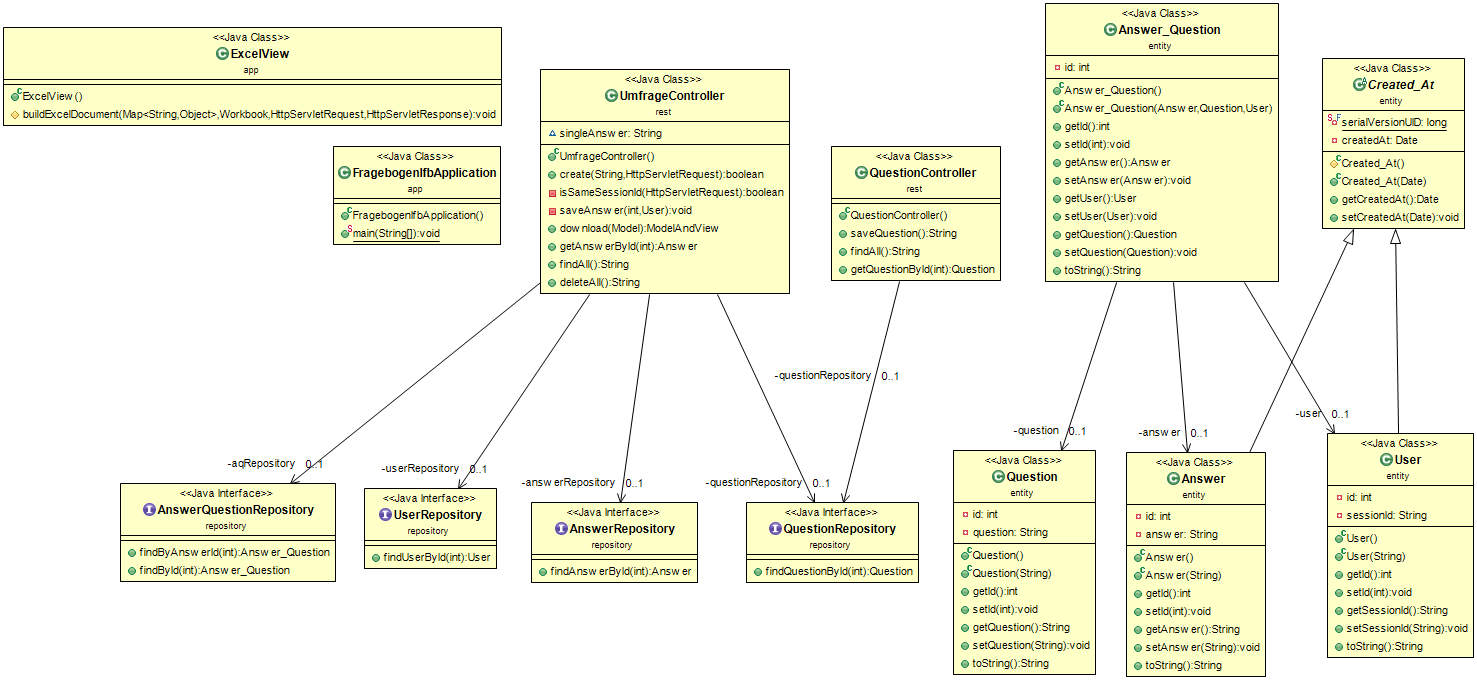 <<Java Class>>
ExcelView
app
ExcelView()
buildExcelDocument(Map<String,Object>,Workbook,HttpServletRequest,HttpServletResponse):void
<<Java Class>>
FragebogenIfbApplication
app
FragebogenIfbApplication()
main(String[]):void
<<Java Class>>
UmfrageController
rest
singleAnswer: String
UmfrageController()
create(String,HttpServletRequest):boolean
isSameSessionId(HttpServletRequest):boolean
saveAnswer(int,User):void
download(Model):ModelAndView
getAnswerById(int):Answer
findAll():String
deleteAll():String
<<Java Class>>
QuestionController
rest
QuestionController()
saveQuestion():String
findAll():String
getQuestionById(int):Question
<<Java Class>>
Answer_Question
entity
id: int
Answer_Question()
Answer_Question(Answer,Question,User)
getId():int
setId(int):void
getAnswer():Answer
setAnswer(Answer):void
getUser():User
setUser(User):void
getQuestion():Question
setQuestion(Question):void
toString():String
<<Java Class>>
Created_At
entity
serialVersionUID: long
createdAt: Date
Created_At()
Created_At(Date)
getCreatedAt():Date
setCreatedAt(Date):void
-questionRepository 0..1
-aqRepository 0..1
-userRepository 0..1
-answerRepository 0..1
-questionRepository 0..1
-question 0..1
-answer 0..1
-user 0..1
<<Java Interface>>
AnswerQuestionRepository
repository
findByAnswerId(int):Answer_Question
findById(int):Answer_Question
<<Java Interface>>
UserRepository
repository
findUserById(int):User
<<Java Interface>>
AnswerRepository
repository
findAnswerById(int):Answer
<<Java Interface>>
QuestionRepository
repository
findQuestionById(int):Question
<<Java Class>>
Question
entity
id: int
question: String
Question()
Question(String)
getId():int
setId(int):void
getQuestion():String
setQuestion(String):void
toString():String
<<Java Class>>
Answer
entity
id: int
answer: String
Answer()
Answer(String)
getId():int
setId(int):void
getAnswer():String
setAnswer(String):void
toString():String
<<Java Class>>
User
entity
id: int
sessionId: String
User()
User(String)
getId():int
setId(int):void
getSessionId():String
setSessionId(String):void
toString():String